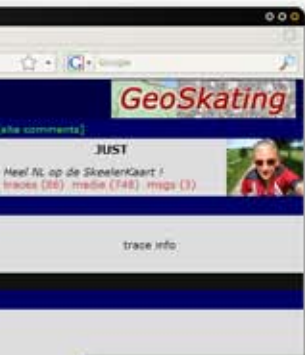 Google
GeoSkating
[alle comments]
JUST
Heel NL op de SkeelerKaart !
traces (86) media (748) msgs (3)
trace info